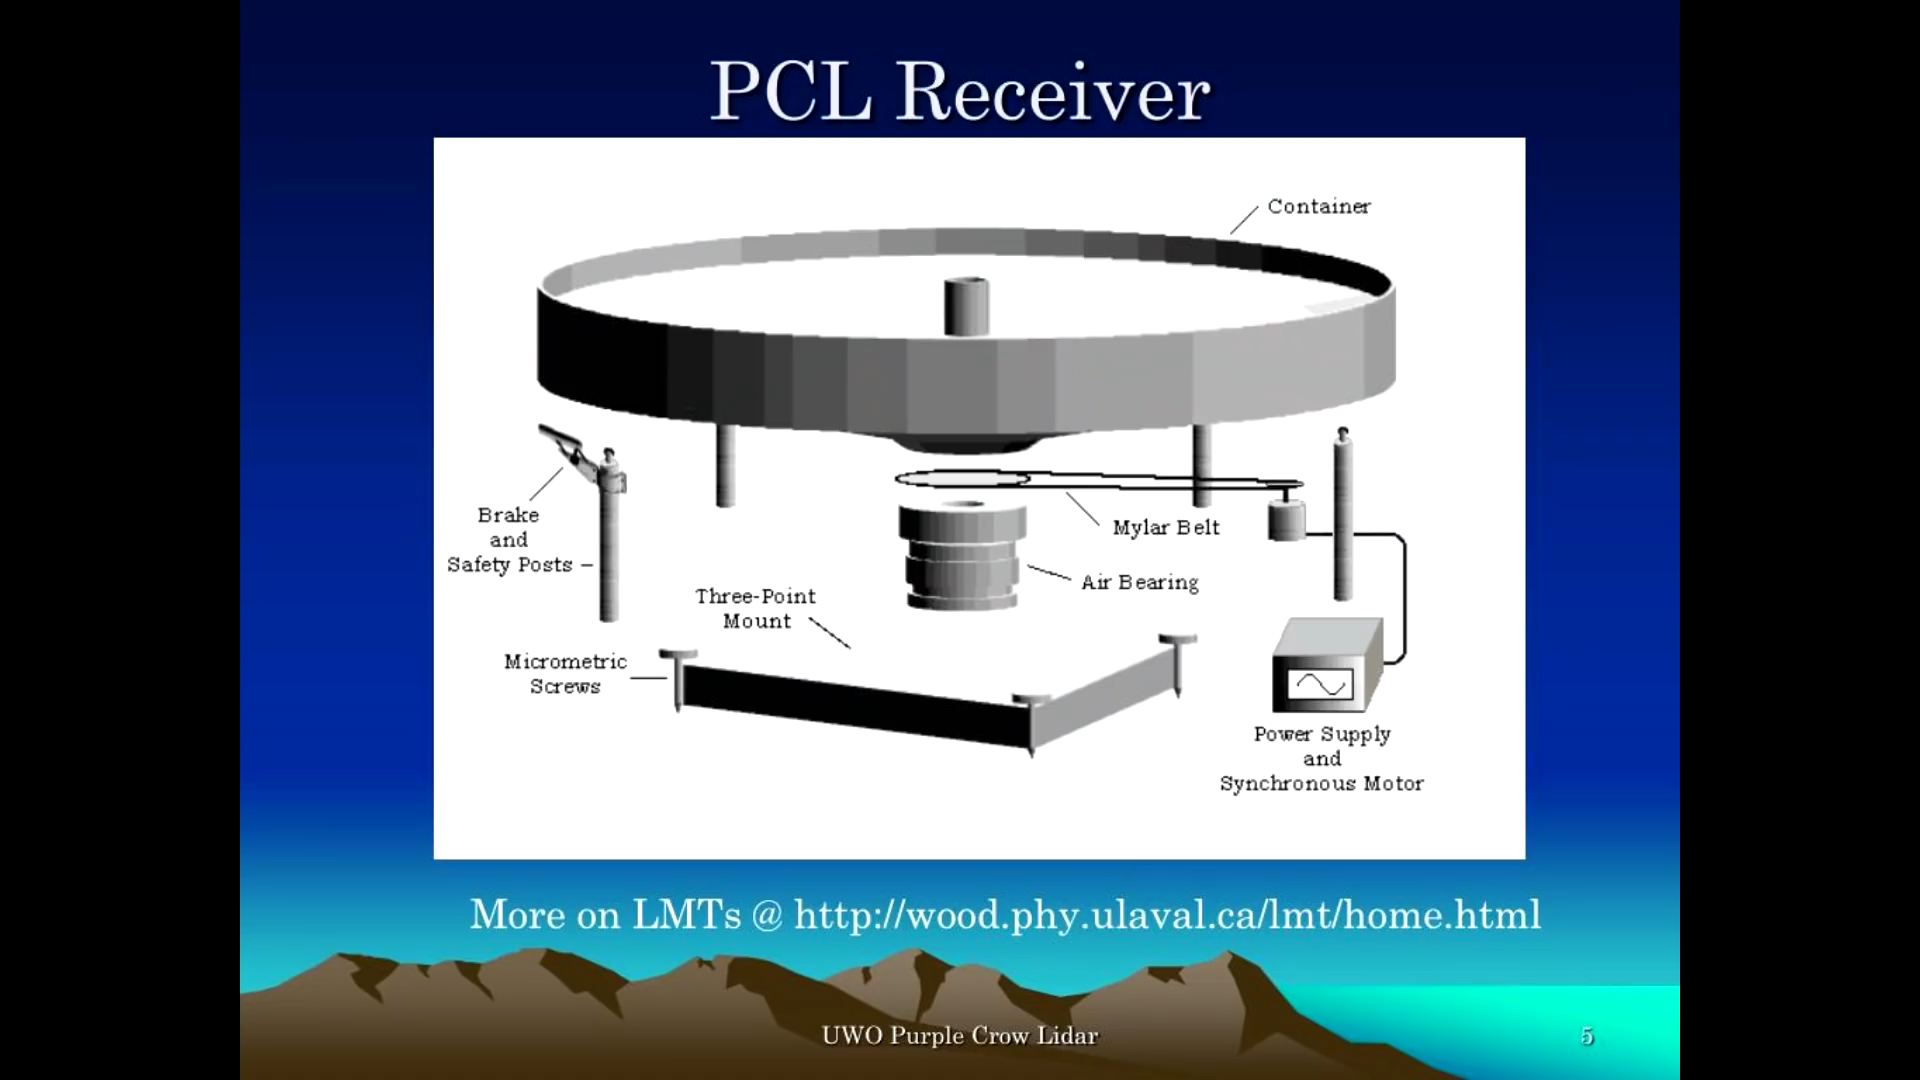 PCL Receiver
Container
Brake
and
Safety Posts
Mylar Belt
Air Bearing
Three-Point
Mount
Micrometric
Screws
Power Supply
and
Synchronous Motor
More on LMTs @ http://wood.phy.ulaval.ca/lmt/home.html
UWO Purple Crow Lidar
5